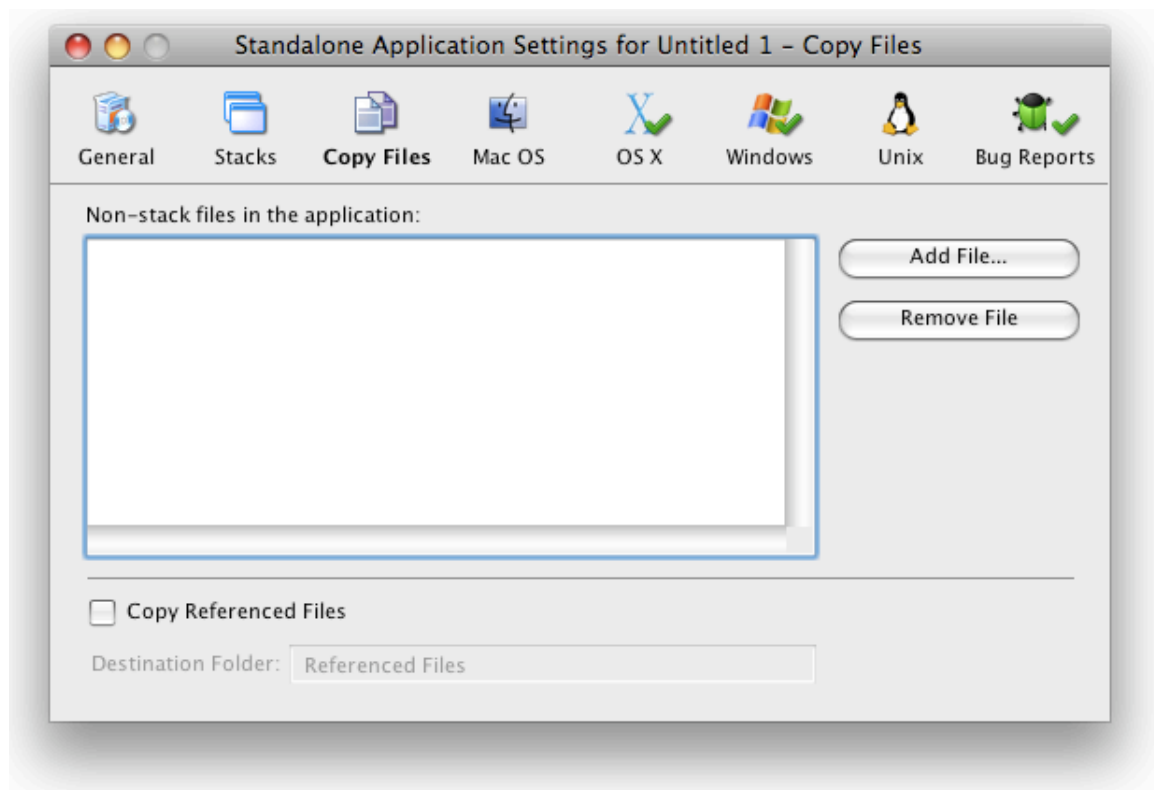 Standalone Application Settings for Untitled 1 – Copy Files
General Stacks Copy Files Mac OS OS X Windows Unix Bug Reports
Non-stack files in the application:
Add File...
Remove File
Copy Referenced Files
Destination Folder: Referenced Files